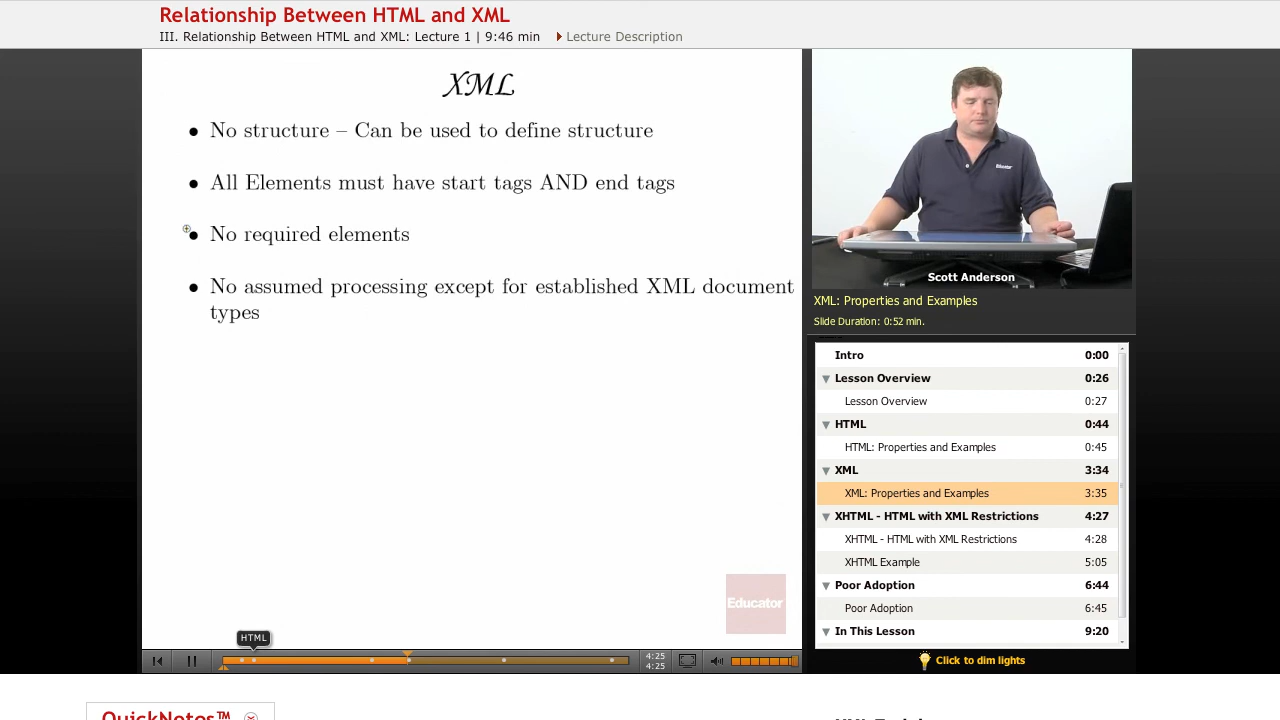 Relationship Between HTML and XML
III. Relationship Between HTML and XML: Lecture 1 | 9:46 min Lecture Description
XML
• No structure – Can be used to define structure
• All Elements must have start tags AND end tags
• No required elements
• No assumed processing except for established XML document
types
Educator
HTML
4:25
4:25
Educator
Scott Anderson
XML: Properties and Examples
Slide Duration: 0:52 min.
Intro 0:00
Lesson Overview 0:26
Lesson Overview 0:27
HTML 0:44
HTML: Properties and Examples 0:45
XML 3:34
XML: Properties and Examples 3:35
XHTML - HTML with XML Restrictions 4:27
XHTML - HTML with XML Restrictions 4:28
XHTML Example 5:05
Poor Adoption 6:44
Poor Adoption 6:45
In This Lesson 9:20
Click to dim lights
QuickNotes™